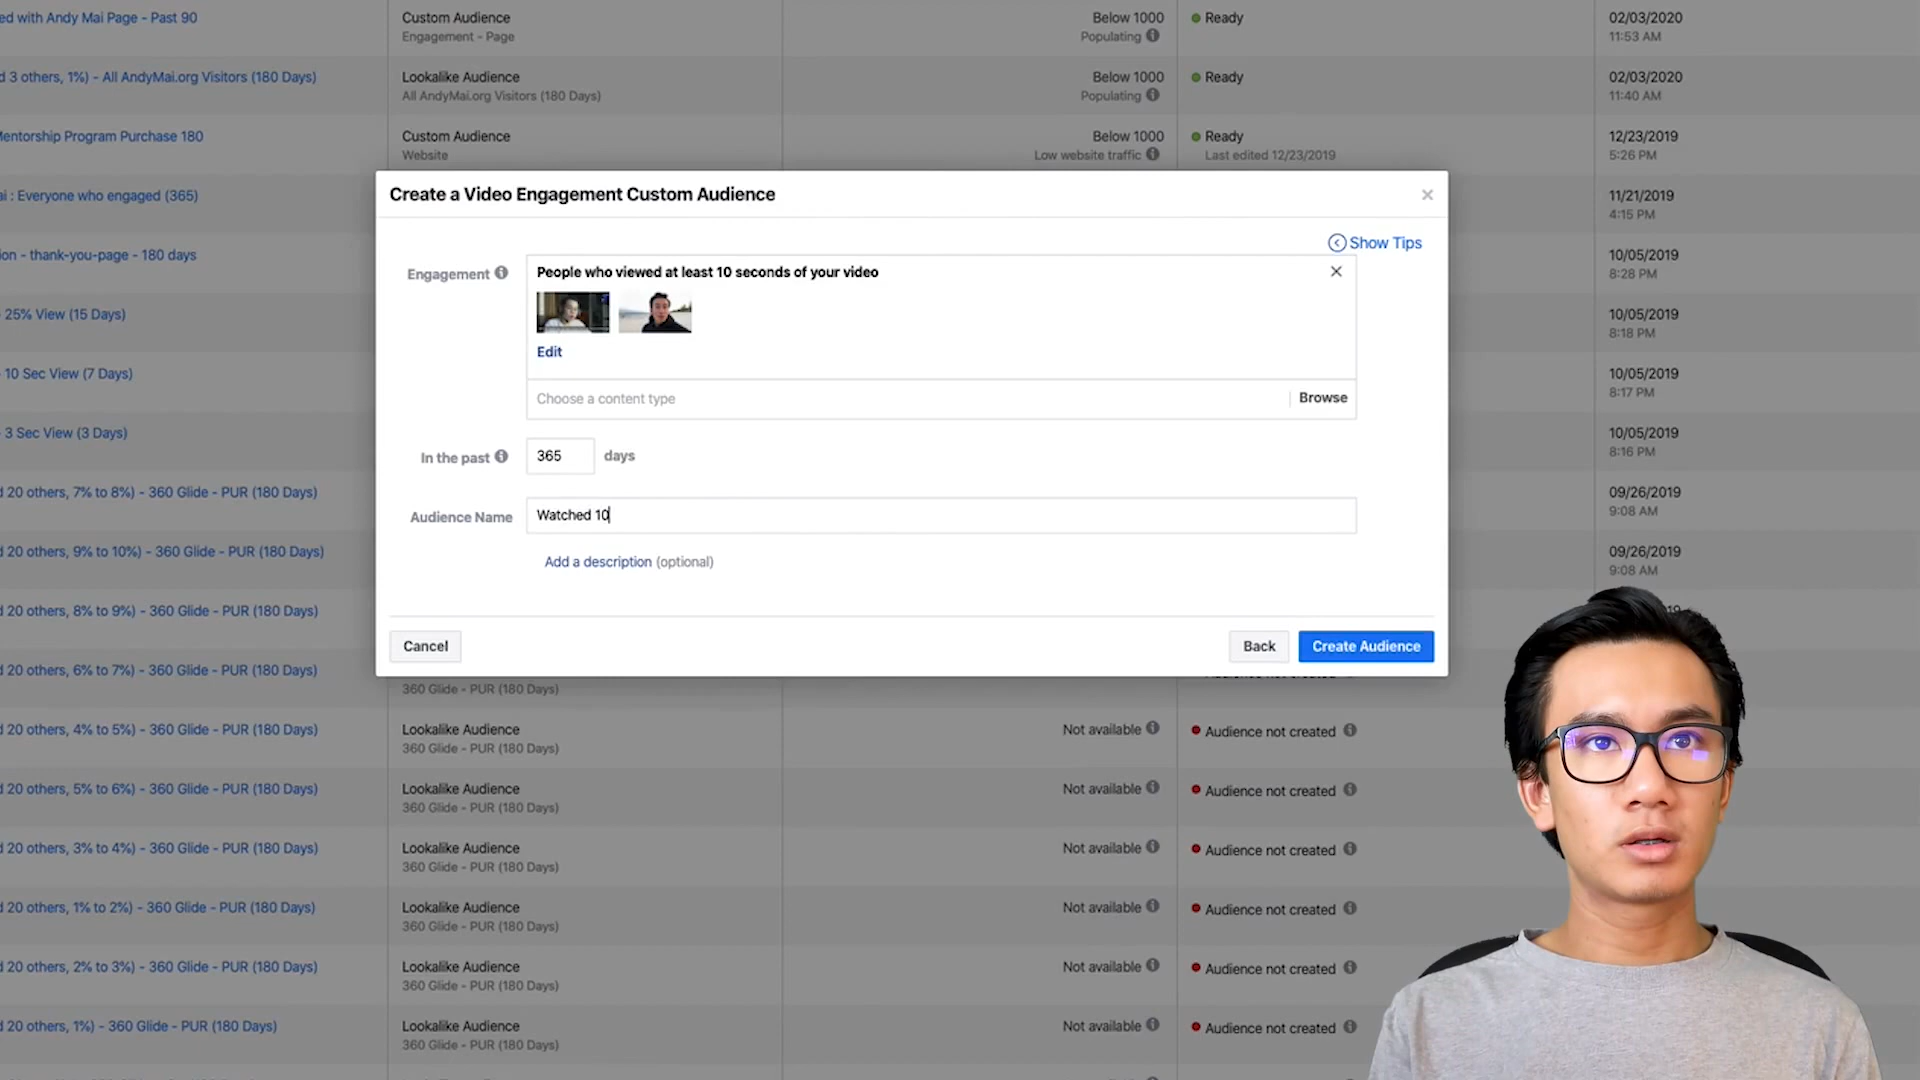 ed with Andy Mai Page - Past 90
Custom Audience
Engagement - Page
Below 1000
Populating
Ready
02/03/2020
11:53 AM
d 3 others, 1%) - All AndyMai.org Visitors (180 Days)
Lookalike Audience
All AndyMai.org Visitors (180 Days)
Below 1000
Populating
Ready
02/03/2020
11:40 AM
Mentorship Program Purchase 180
Custom Audience
Website
Below 1000
Low website traffic
Ready
Last edited 12/23/2019
12/23/2019
5:26 PM
Create a Video Engagement Custom Audience
ai : Everyone who engaged (365)
11/21/2019
4:15 PM
Show Tips
ion - thank-you-page - 180 days
10/05/2019
8:28 PM
Engagement
People who viewed at least 10 seconds of your video
Edit
- 25% View (15 Days)
10/05/2019
8:18 PM
- 10 Sec View (7 Days)
10/05/2019
8:17 PM
Choose a content type
Browse
- 3 Sec View (3 Days)
10/05/2019
8:16 PM
In the past
365
days
d 20 others, 7% to 8%) - 360 Glide - PUR (180 Days)
09/26/2019
9:08 AM
Audience Name
Watched 10
d 20 others, 9% to 10%) - 360 Glide - PUR (180 Days)
09/26/2019
9:08 AM
Add a description (optional)
d 20 others, 8% to 9%) - 360 Glide - PUR (180 Days)
Cancel
Back
Create Audience
d 20 others, 6% to 7%) - 360 Glide - PUR (180 Days)
360 Glide - PUR (180 Days)
d 20 others, 4% to 5%) - 360 Glide - PUR (180 Days)
Lookalike Audience
360 Glide - PUR (180 Days)
Not available
Audience not created
d 20 others, 5% to 6%) - 360 Glide - PUR (180 Days)
Lookalike Audience
360 Glide - PUR (180 Days)
Not available
Audience not created
d 20 others, 3% to 4%) - 360 Glide - PUR (180 Days)
Lookalike Audience
360 Glide - PUR (180 Days)
Not available
Audience not created
d 20 others, 1% to 2%) - 360 Glide - PUR (180 Days)
Lookalike Audience
360 Glide - PUR (180 Days)
Not available
Audience not created
d 20 others, 2% to 3%) - 360 Glide - PUR (180 Days)
Lookalike Audience
360 Glide - PUR (180 Days)
Not available
Audience not created
d 20 others, 1%) - 360 Glide - PUR (180 Days)
Lookalike Audience
360 Glide - PUR (180 Days)
Not available
Audience not created